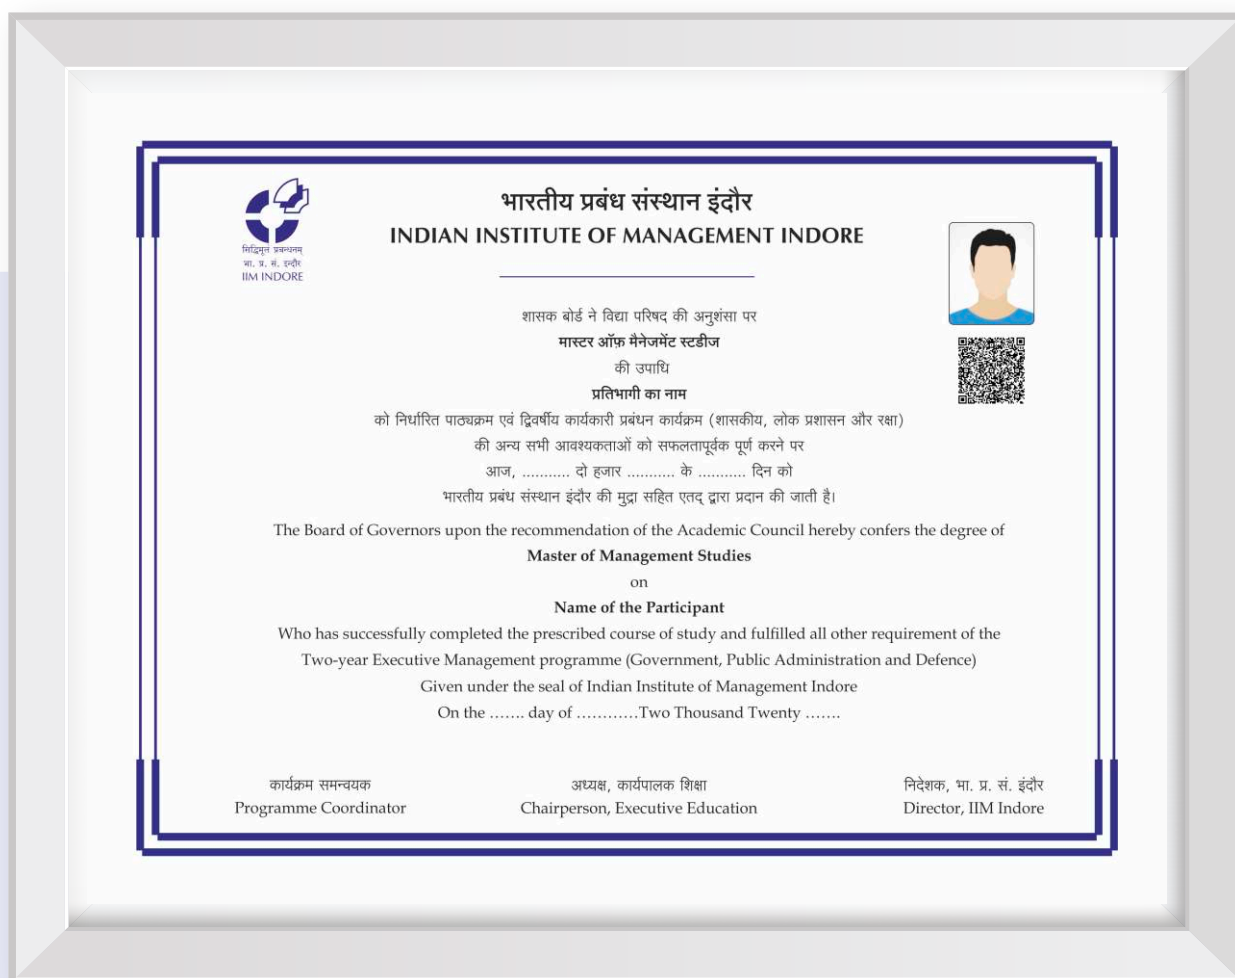 सिद्धिमूलं प्रबन्धनम्
भा. प्र. सं. इन्दौर
IIM INDORE
भारतीय प्रबंध संस्थान इंदौर
INDIAN INSTITUTE OF MANAGEMENT INDORE
शासक बोर्ड ने विद्या परिषद की अनुशंसा पर
मास्टर ऑफ़ मैनेजमेंट स्टडीज
की उपाधि
प्रतिभागी का नाम
को निर्धारित पाठ्यक्रम एवं द्विवर्षीय कार्यकारी प्रबंधन कार्यक्रम (शासकीय, लोक प्रशासन और रक्षा)
की अन्य सभी आवश्यकताओं को सफलतापूर्वक पूर्ण करने पर
आज, ........... दो हजार ........... के ........... दिन को
भारतीय प्रबंध संस्थान इंदौर की मुद्रा सहित एतद् द्वारा प्रदान की जाती है।
The Board of Governors upon the recommendation of the Academic Council hereby confers the degree of
Master of Management Studies
on
Name of the Participant
Who has successfully completed the prescribed course of study and fulfilled all other requirement of the
Two-year Executive Management programme (Government, Public Administration and Defence)
Given under the seal of Indian Institute of Management Indore
On the ....... day of ............Two Thousand Twenty .......
कार्यक्रम समन्वयक
Programme Coordinator
अध्यक्ष, कार्यपालक शिक्षा
Chairperson, Executive Education
निदेशक, भा. प्र. सं. इंदौर
Director, IIM Indore